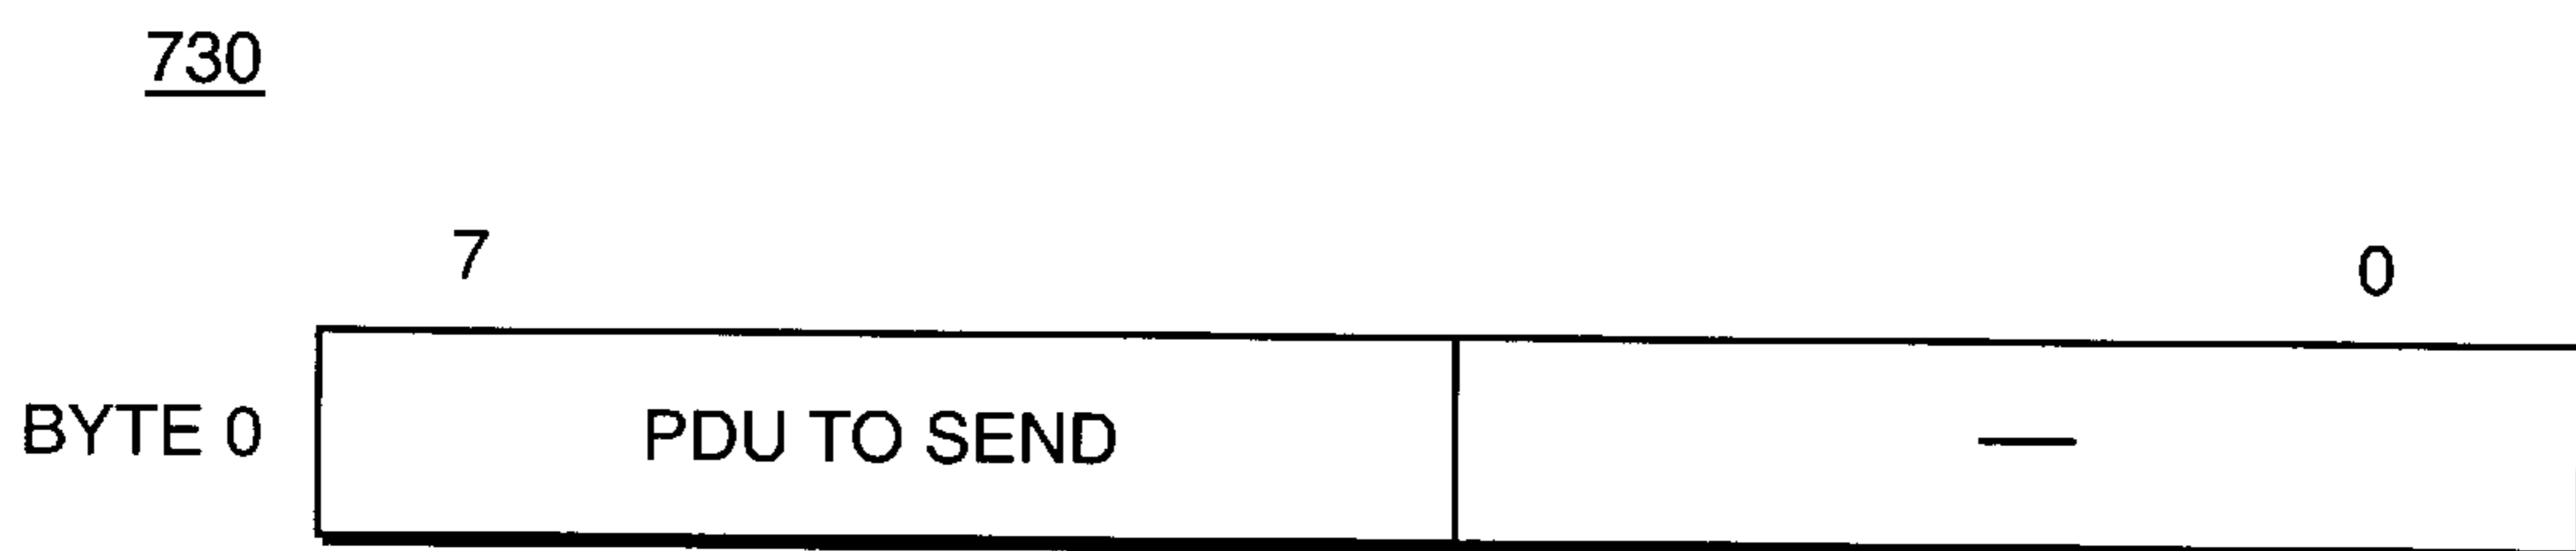 730
7 0
BYTE 0 PDU TO SEND —